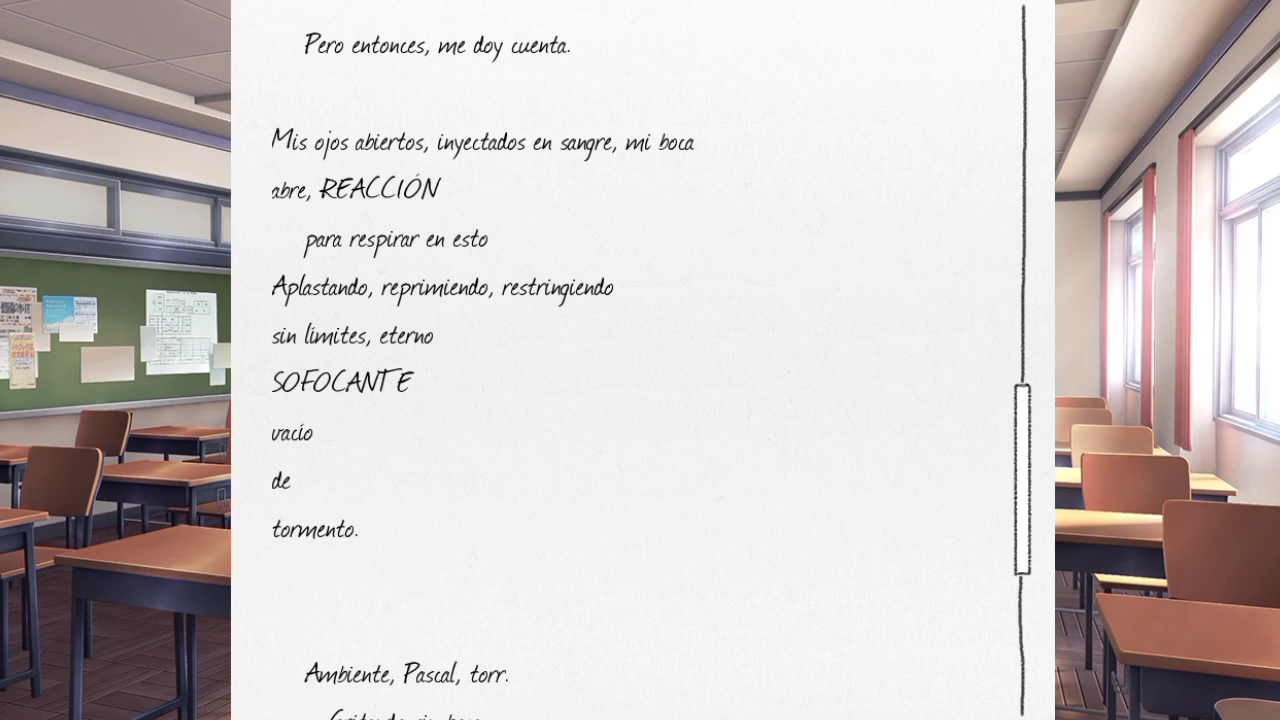 Pero entonces, me doy cuenta.
Mis ojos abiertos, inyectados en sangre, mi boca
abre, REACCIÓN
para respirar en esto
Aplastando, reprimiendo, restringiendo
sin límites, eterno
SOFOCANTE
vacío
de
tormento.
Ambiente, Pascal, torr.